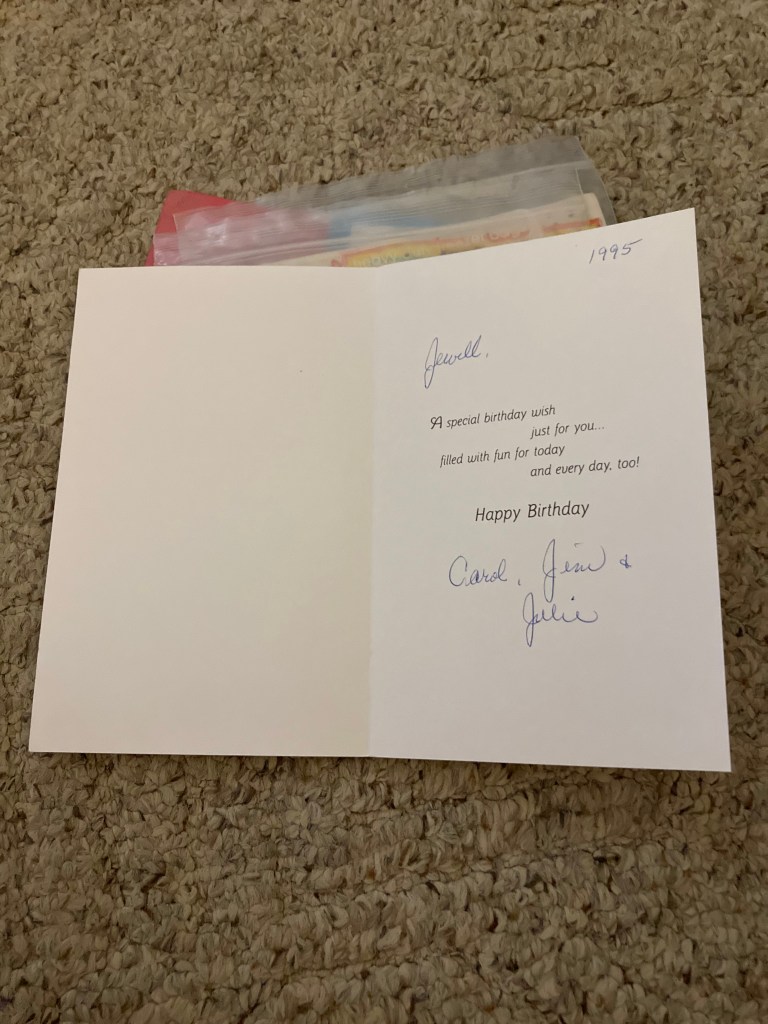 1995
Jewell,
A special birthday wish
just for you...
filled with fun for today
and every day, too!
Happy Birthday
Carol, Jim &
Julie